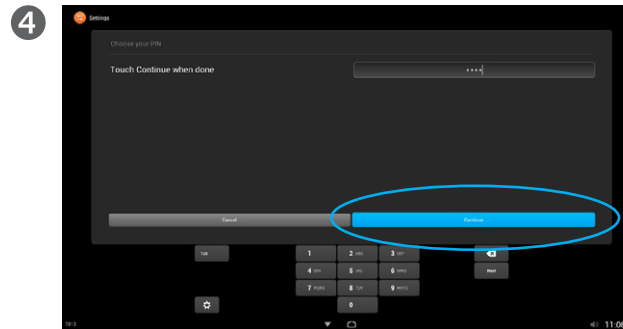 4
Settings
Choose your PIN
Touch Continue when done
••••
Cancel
Continue
Tab
1
2 ABC
3 DEF
4 GHI
5 JKL
6 MNO
Next
7 PQRS
8 TUV
9 WXYZ
0
11:06